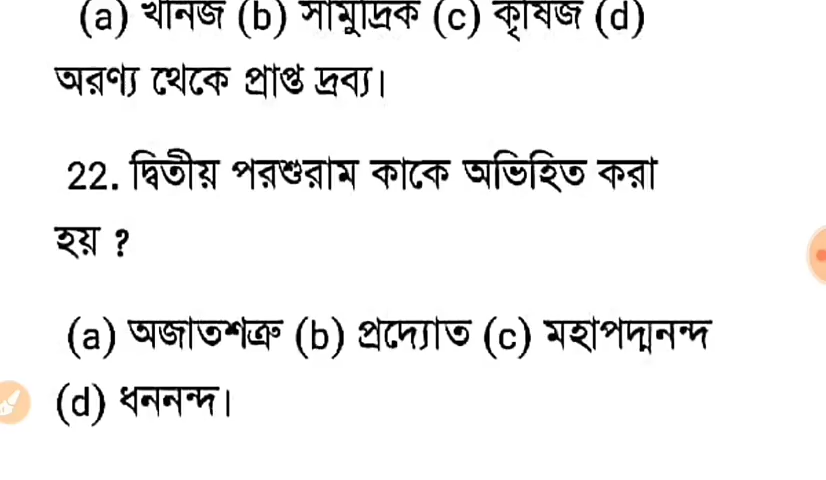 (a) খনিজ (b) সামুদ্রিক (c) কৃষিজ (d)
অরণ্য থেকে প্রাপ্ত দ্রব্য।
22. দ্বিতীয় পরশুরাম কাকে অভিহিত করা
হয় ?
(a) অজাতশত্রু (b) প্রদ্যোত (c) মহাপদ্মনন্দ
(d) ধননন্দ।